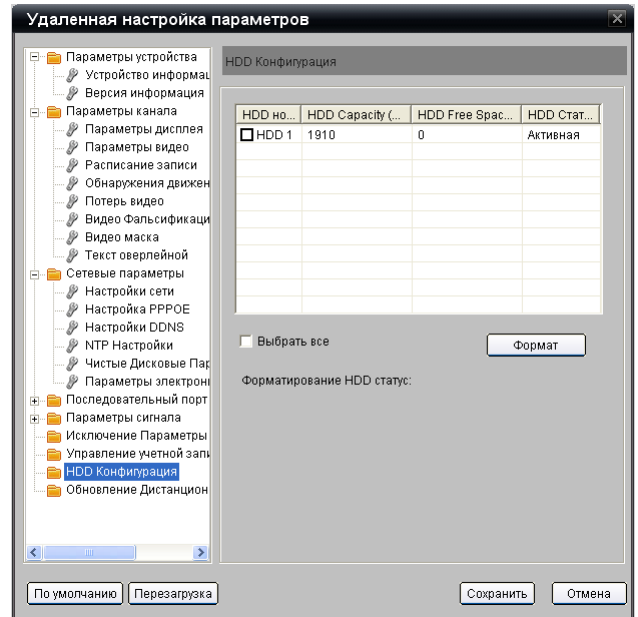 Удаленная настройка параметров
Параметры устройства
Устройство информац
Версия информация
Параметры канала
Параметры дисплея
Параметры видео
Расписание записи
Обнаружения движен
Потерь видео
Видео Фальсификаци
Видео маска
Текст оверлейной
Сетевые параметры
Настройки сети
Настройка PPPOE
Настройки DDNS
NTP Настройки
Чистые Дисковые Пар
Параметры электрон
Последовательный порт
Параметры сигнала
Исключение Параметры
Управление учетной запи
HDD Конфигурация
Обновление Дистанцион
HDD Конфигурация
HDD но... HDD Capacity (... HDD Free Spac... HDD Стат...
HDD 1 1910 0 Активная
Выбрать все
Формат
Форматирование HDD статус:
По умолчанию Перезагрузка Сохранить Отмена